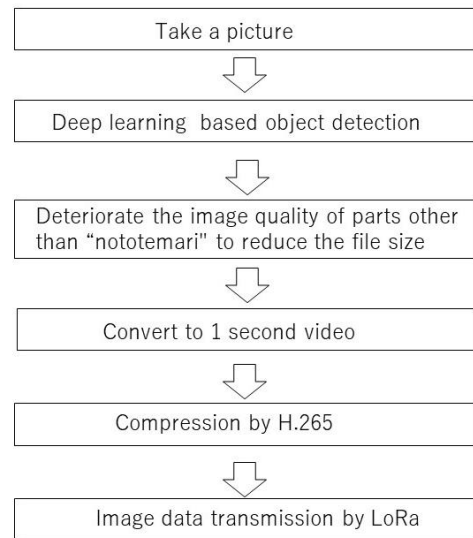 Take a picture
Deep learning based object detection
Deteriorate the image quality of parts other
than “nototemari" to reduce the file size
Convert to 1 second video
Compression by H.265
Image data transmission by LoRa